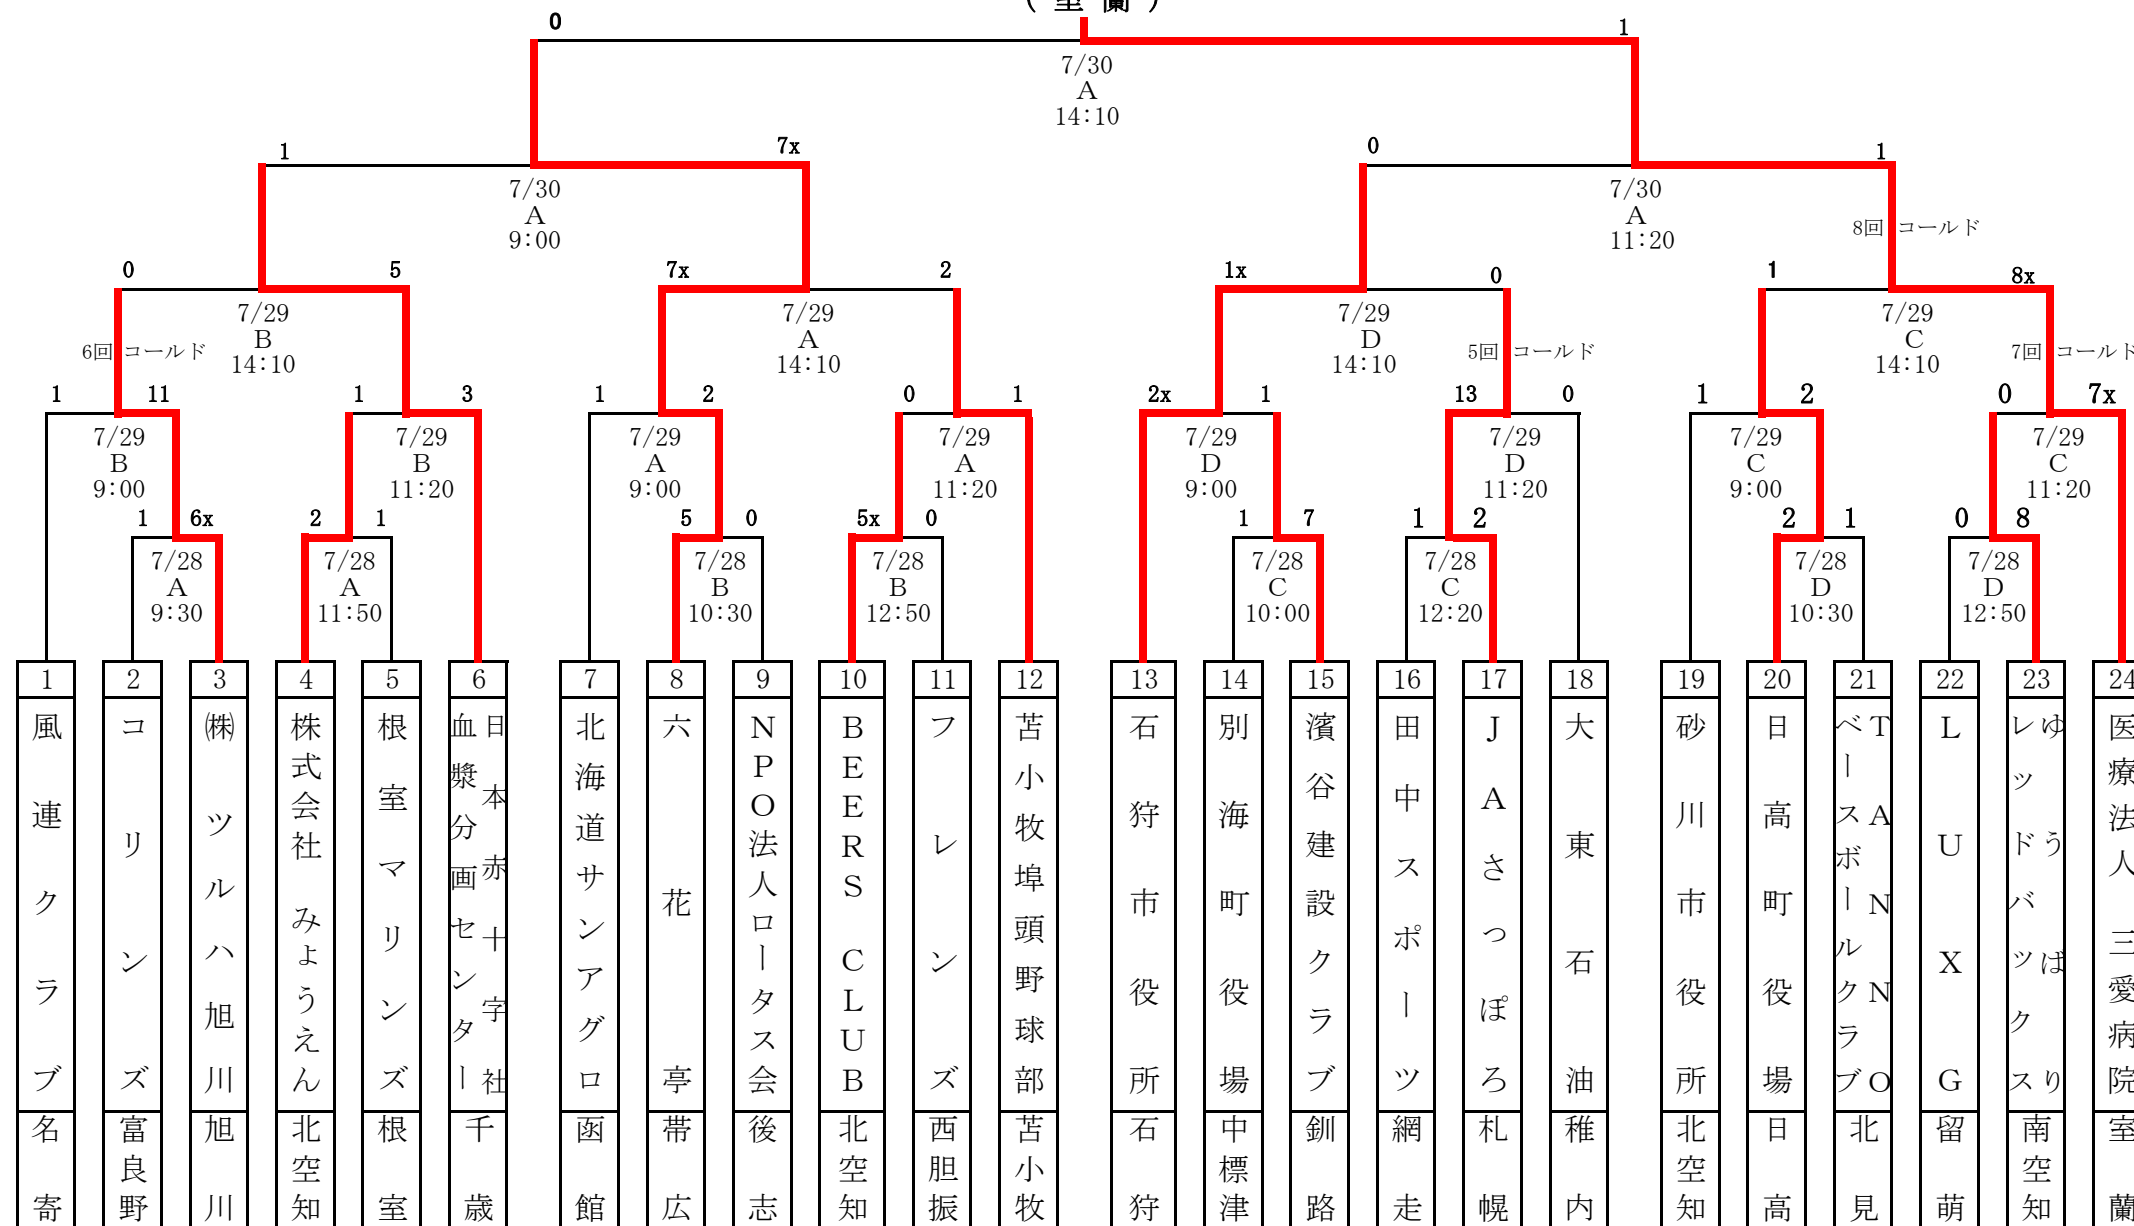 (室蘭)
0 1
7/30
A
14:10
1 7x 0 1
7/30 7/30
A A
9:00 11:20
8回 コールド
0 5 7x 2 1x 0 1 8x
7/29 7/29 7/29 7/29
B A D C
14:10 14:10 14:10 14:10
6回 コールド 5回 コールド 7回 コールド
1 11 1 3 1 2 0 1 2x 1 13 0 1 2 0 7x
7/29 7/29 7/29 7/29 7/29 7/29 7/29 7/29
B B A A D D C C
9:00 11:20 9:00 11:20 9:00 11:20 9:00 11:20
1 6x 2 1 5 0 5x 0 1 7 1 2 2 1 0 8
7/28 7/28 7/28 7/28 7/28 7/28 7/28 7/28
A A B B C C D D
9:30 11:50 10:30 12:50 10:00 12:20 10:30 12:50
1 2 3 4 5 6 7 8 9 10 11 12 13 14 15 16 17 18 19 20 21 22 23 24
風連クラブ
コリンズ
㈱ツルハ旭川
株式会社 みょうえん
根室マリンズ
日本赤十字社
血漿分画センター
北海道サンアグロ
六花亭
NPO法人ロータス会
BEERS CLUB
フレンズ
苫小牧埠頭野球部
石狩市役所
別海町役場
濱谷建設クラブ
田中スポーツ
JAさっぽろ
大東石油
砂川市役所
日高町役場
TANNNO
ベースボールクラブ
LUXG
ゆうばり
レッドバックス
医療法人 三愛病院
名寄
富良野
旭川
北空知
根室
千歳
函館
帯広
後志
北空知
西胆振
苫小牧
石狩
中標津
釧路
網走
札幌
稚内
北空知
日高
北見
留萌
南空知
室蘭